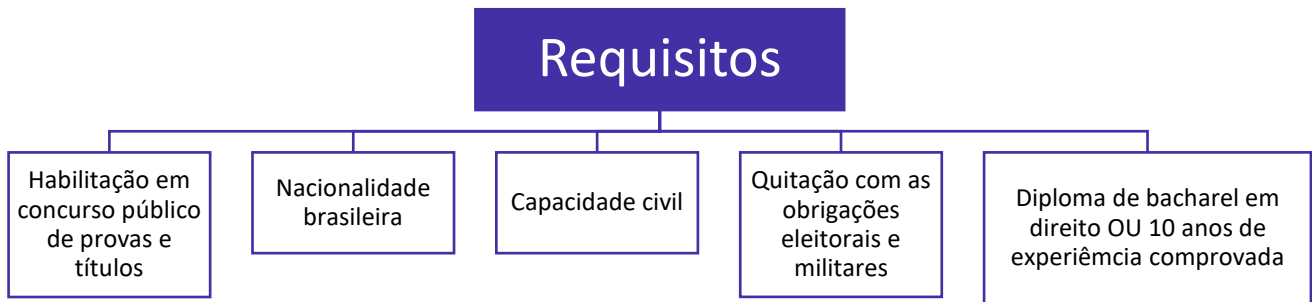 Requisitos
Habilitação em
concurso público
de provas e
títulos
Nacionalidade
brasileira
Capacidade civil
Quitação com as
obrigações
eleitorais e
militares
Diploma de bacharel em
direito OU 10 anos de
experiêmcia comprovada